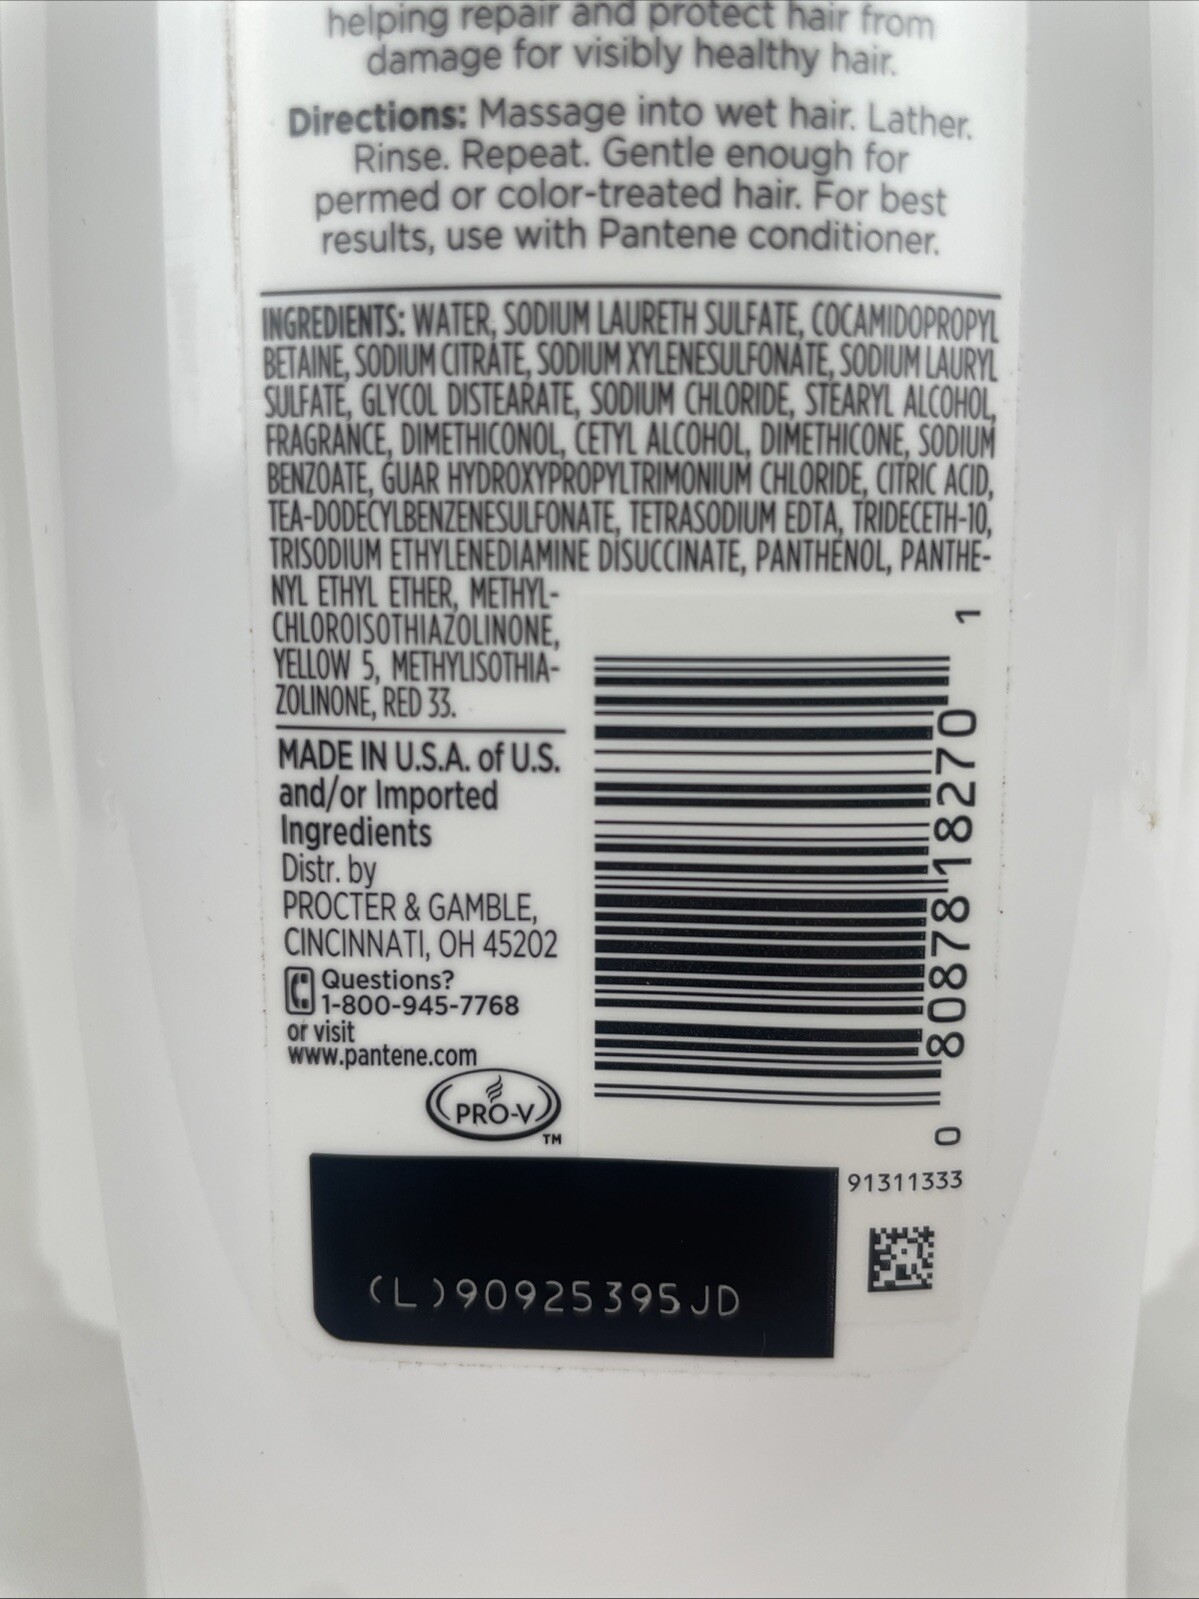 helping repair and protect hair from
damage for visibly healthy hair.
Directions: Massage into wet hair. Lather.
Rinse. Repeat. Gentle enough for
permed or color-treated hair. For best
results, use with Pantene conditioner.
INGREDIENTS: WATER, SODIUM LAURETH SULFATE, COCAMIDOPROPYL
BETAINE, SODIUM CITRATE, SODIUM XYLENESULFONATE, SODIUM LAURYL
SULFATE, GLYCOL DISTEARATE, SODIUM CHLORIDE, STEARYL ALCOHOL,
FRAGRANCE, DIMETHICONOL, CETYL ALCOHOL, DIMETHICONE, SODIUM
BENZOATE, GUAR HYDROXYPROPYLTRIMONIUM CHLORIDE, CITRIC ACID,
TEA-DODECYLBENZENESULFONATE, TETRASODIUM EDTA, TRIDECETH-10,
TRISODIUM ETHYLENEDIAMINE DISUCCINATE, PANTHENOL, PANTHE-
NYL ETHYL ETHER, METHYL-
CHLOROISOTHIAZOLINONE,
YELLOW 5, METHYLISOTHIA-
ZOLINONE, RED 33.
MADE IN U.S.A. of U.S.
and/or Imported
Ingredients
Distr. by
PROCTER & GAMBLE,
CINCINNATI, OH 45202
Questions?
1-800-945-7768
or visit
www.pantene.com
PRO-V
TM
0 80878 18270 1
91311333
(L)90925395JD